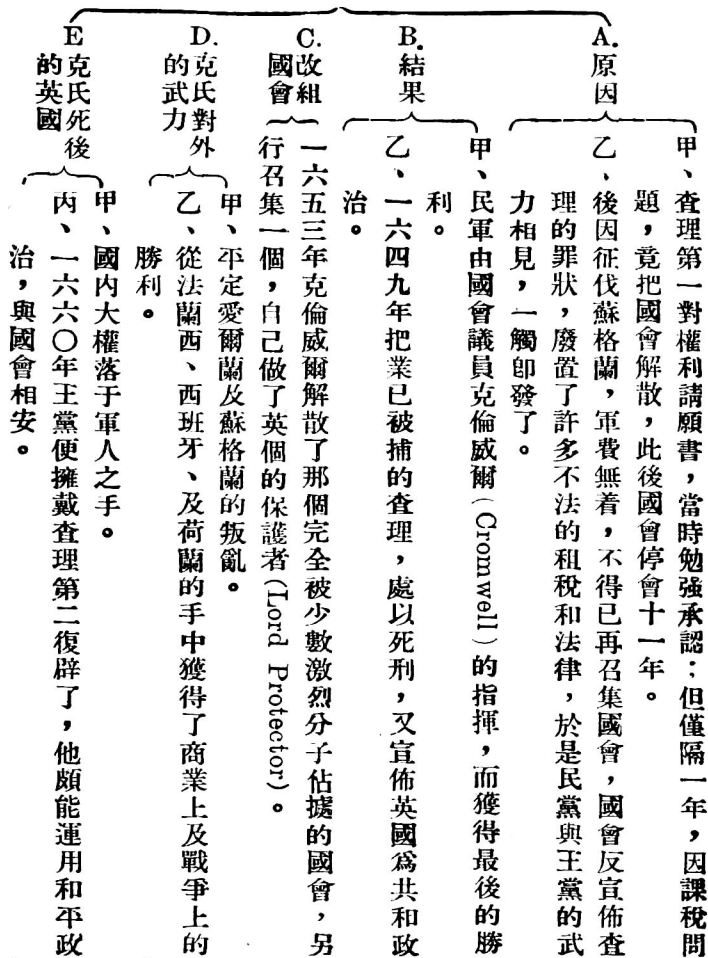 A.原因
甲、查理第一對權利請願書，當時勉强承認；但僅隔一年，因課稅問
題，竟把國會解散，此後國會停會十一年。
乙、後因征伐蘇格蘭，軍費無着，不得已再召集國會，國會反宣佈查
理的罪狀，廢置了許多不法的租稅和法律，於是民黨與王黨的武
力相見，一觸卽發了。
B.結果
甲、民軍由國會議員克倫威爾（Cromwell）的指揮，而獲得最後的勝
利。
乙、一六四九年把業已被捕的查理，處以死刑，又宣佈英國爲共和政
治。
C.改組
國會
一六五三年克倫威爾解散了那個完全被少數激烈分子佔據的國會，另
行召集一個，自己做了英個的保護者(Lord Protector)。
D.克氏對外
的武力
甲、平定愛爾蘭及蘇格蘭的叛亂。
乙、從法蘭西、西班牙、及荷蘭的手中獲得了商業上及戰爭上的
勝利。
E克氏死後
的英國
甲、國內大權落于軍人之手。
丙、一六六〇年王黨便擁戴查理第二復辟了，他頗能運用和平政
治，與國會相安。